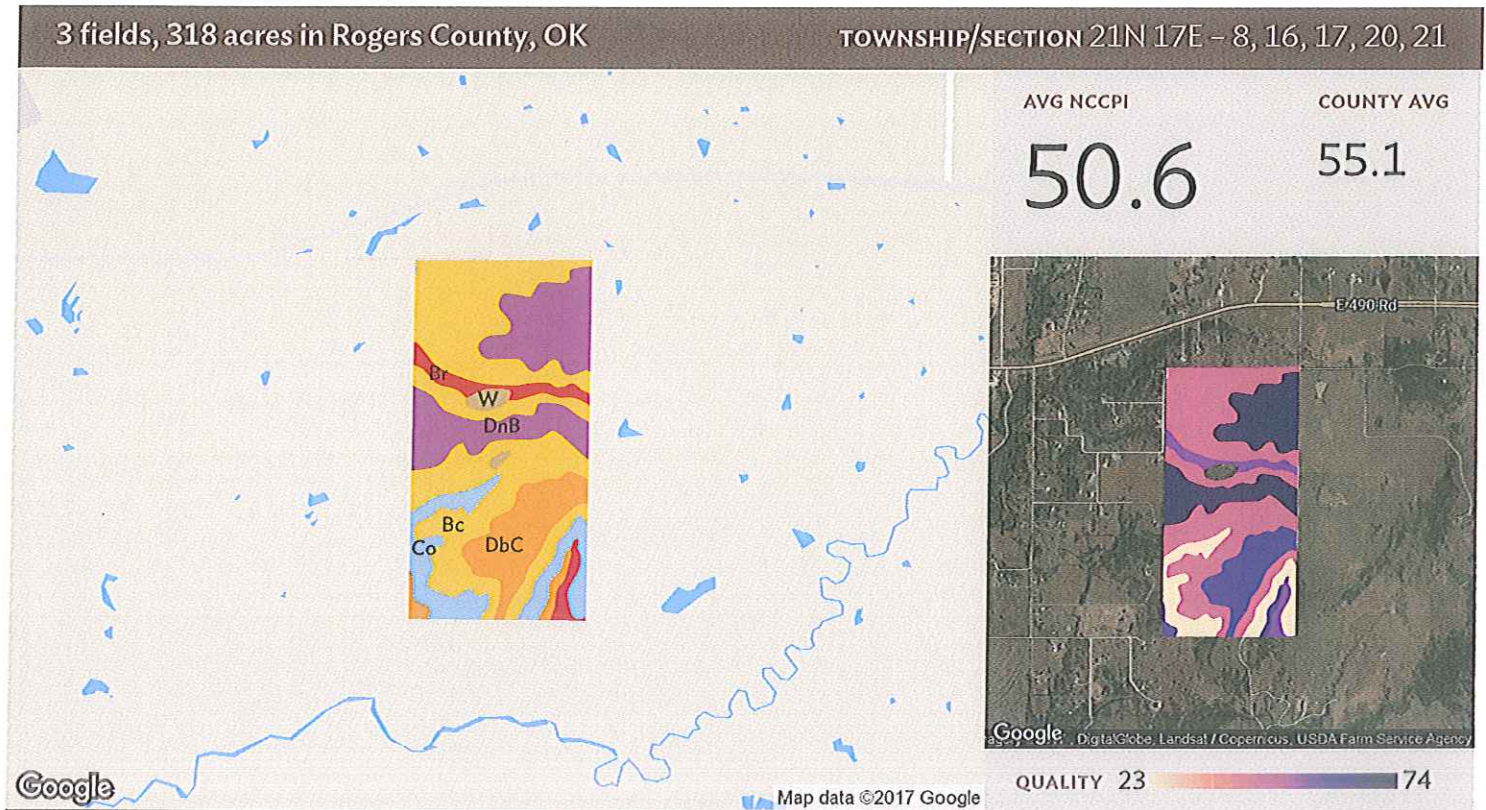 3 fields, 318 acres in Rogers County, OK
TOWNSHIP/SECTION 21N 17E – 8, 16, 17, 20, 21
AVG NCCPI
COUNTY AVG
50.6
55.1
Br
W
DnB
Bc
Co
DbC
E 490 Rd
Google
Map data ©2017 Google
Google
, DigitalGlobe, Landsat / Copernicus, USDA Farm Service Agency
QUALITY 23 74